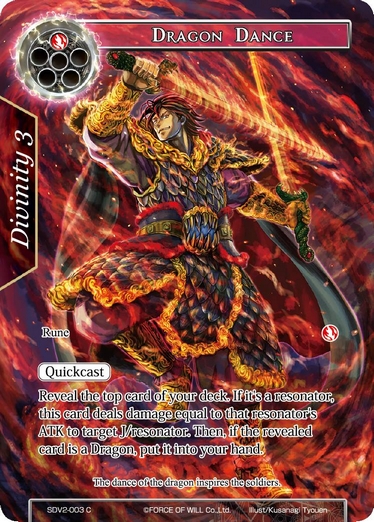 Dragon Dance
Divinity 3
Rune
Quickcast
Reveal the top card of your deck. If it's a resonator,
this card deals damage equal to that resonator's
ATK to target J/resonator. Then, if the revealed
card is a Dragon, put it into your hand.
The dance of the dragon inspires the soldiers.
SDV2-003 C ©FORCE OF WILL Co.,Ltd. Illust/Kusanagi Tyouen